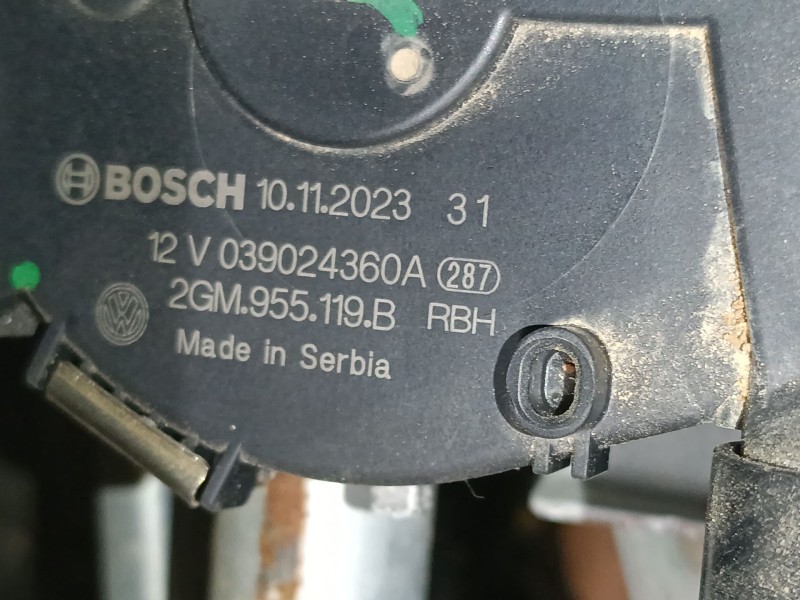 BOSCH 10.11.2023 31
12 V 039024360A 287
2GM.955.119.B RBH
Made in Serbia